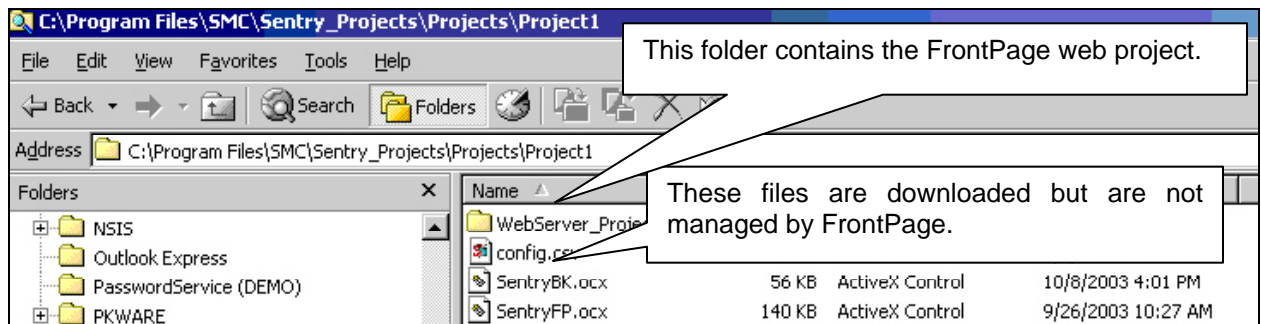 C:\Program Files\SMC\Sentry_Projects\Projects\Project1
This folder contains the FrontPage web project.
File Edit View Favorites Tools Help
Back Search Folders
Address C:\Program Files\SMC\Sentry_Projects\Projects\Project1
Folders
Name
These files are downloaded but are not
managed by FrontPage.
NSIS
Outlook Express
PasswordService (DEMO)
PKWARE
WebServer_Proje
config.cs
SentryBK.ocx 56 KB ActiveX Control 10/8/2003 4:01 PM
SentryFP.ocx 140 KB ActiveX Control 9/26/2003 10:27 AM